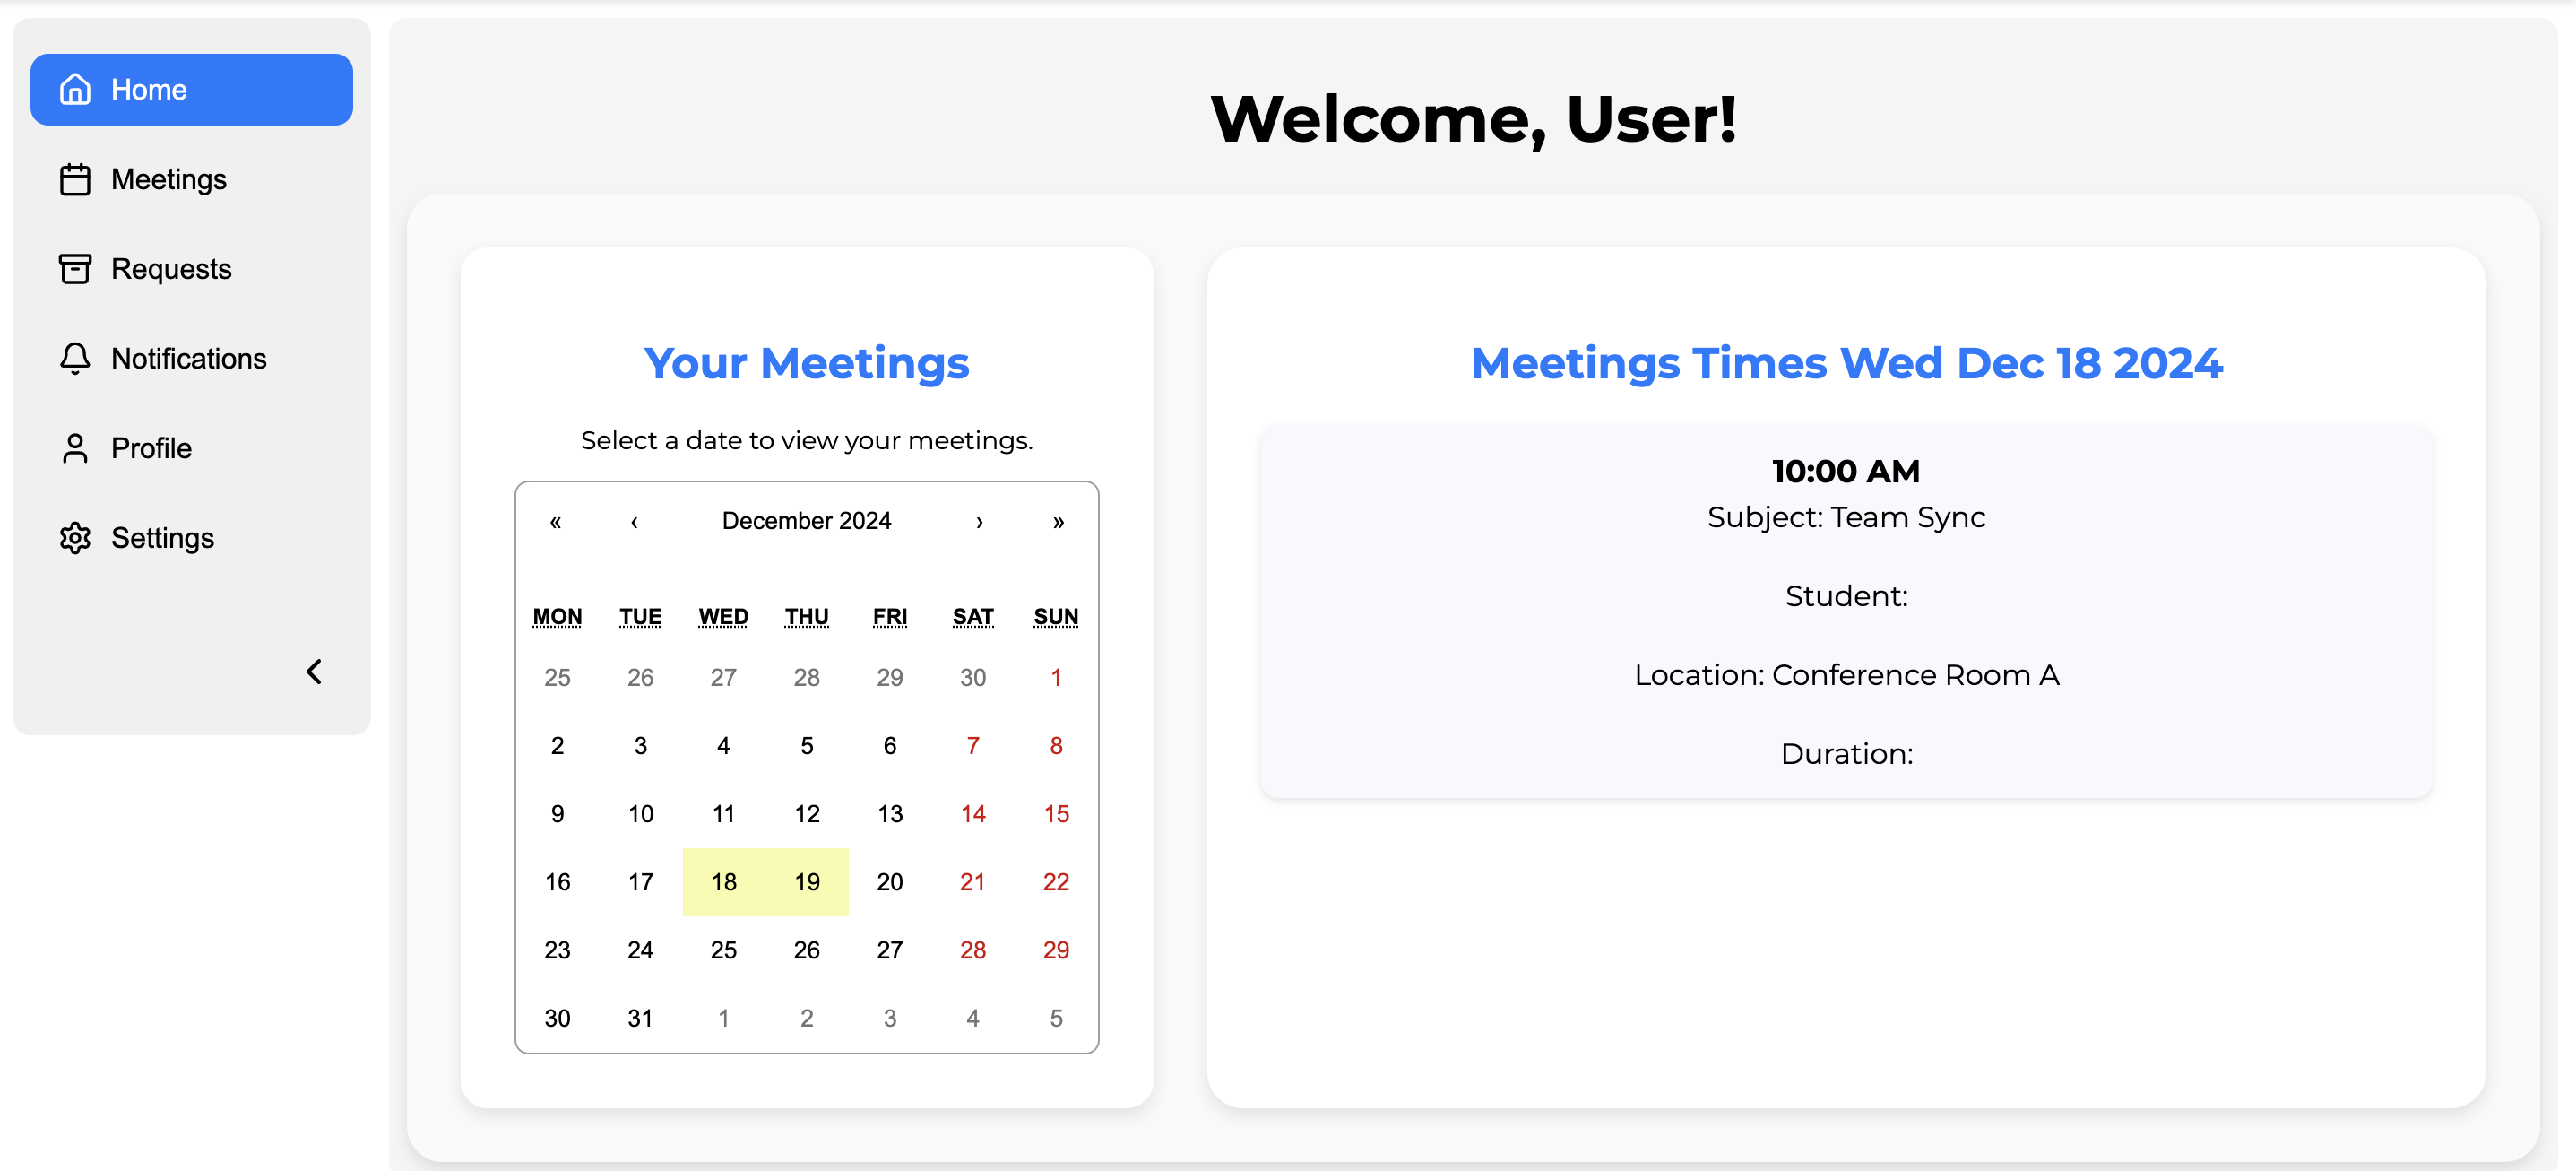 Home
Meetings
Requests
Notifications
Profile
Settings
Welcome, User!
Your Meetings
Select a date to view your meetings.
« ‹ December 2024 › »
MON TUE WED THU FRI SAT SUN
25 26 27 28 29 30 1
2 3 4 5 6 7 8
9 10 11 12 13 14 15
16 17 18 19 20 21 22
23 24 25 26 27 28 29
30 31 1 2 3 4 5
Meetings Times Wed Dec 18 2024
10:00 AM
Subject: Team Sync
Student:
Location: Conference Room A
Duration: